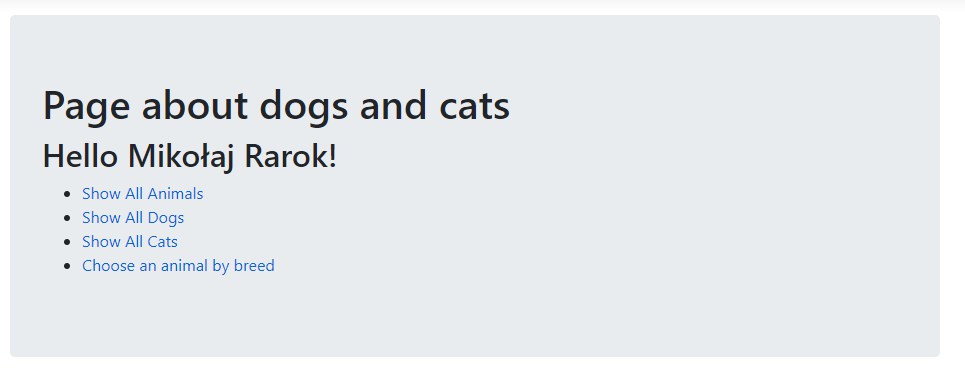 Page about dogs and cats
Hello Mikołaj Rarok!
Show All Animals
Show All Dogs
Show All Cats
Choose an animal by breed